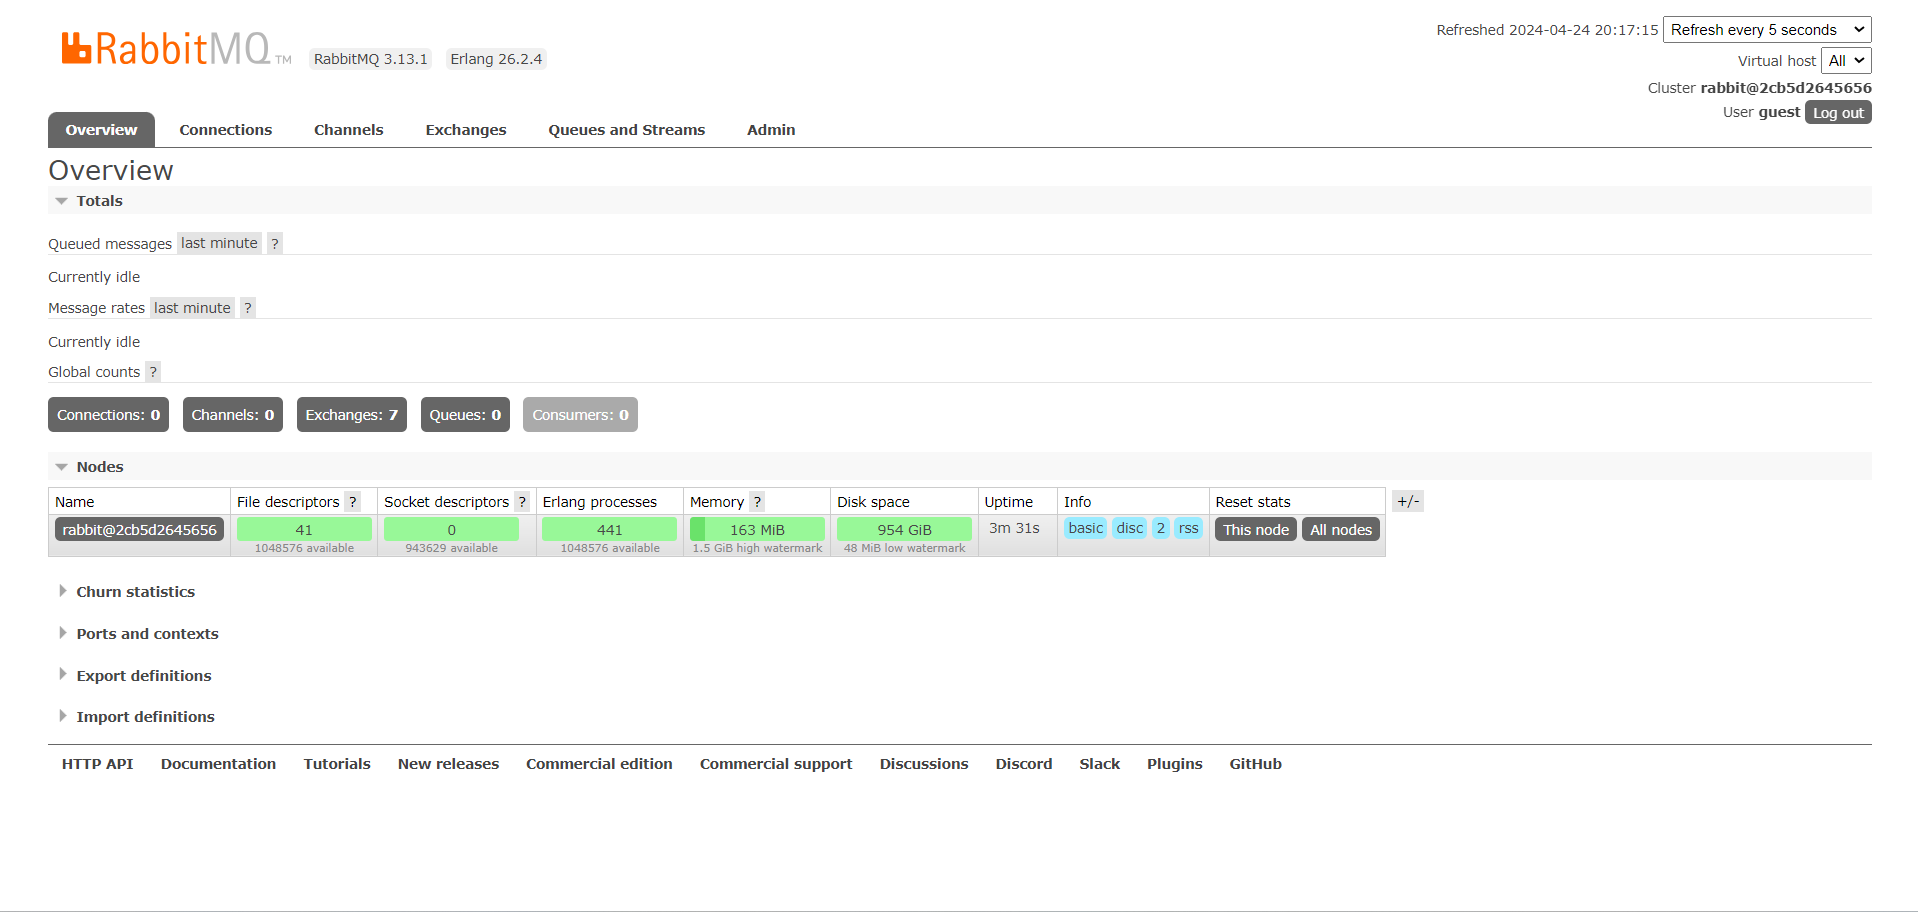 RabbitMQ TM RabbitMQ 3.13.1 Erlang 26.2.4
Refreshed 2024-04-24 20:17:15 Refresh every 5 seconds
Virtual host All
Cluster rabbit@2cb5d2645656
User guest Log out
Overview Connections Channels Exchanges Queues and Streams Admin
Overview
Totals
Queued messages last minute ?
Currently idle
Message rates last minute ?
Currently idle
Global counts ?
Connections: 0 Channels: 0 Exchanges: 7 Queues: 0 Consumers: 0
Nodes
Name File descriptors ? Socket descriptors ? Erlang processes Memory ? Disk space Uptime Info Reset stats +/-
rabbit@2cb5d2645656 41 0 441 163 MiB 954 GiB 3m 31s basic disc 2 rss This node All nodes
1048576 available 943629 available 1048576 available 1.5 GiB high watermark 48 MiB low watermark
Churn statistics
Ports and contexts
Export definitions
Import definitions
HTTP API Documentation Tutorials New releases Commercial edition Commercial support Discussions Discord Slack Plugins GitHub